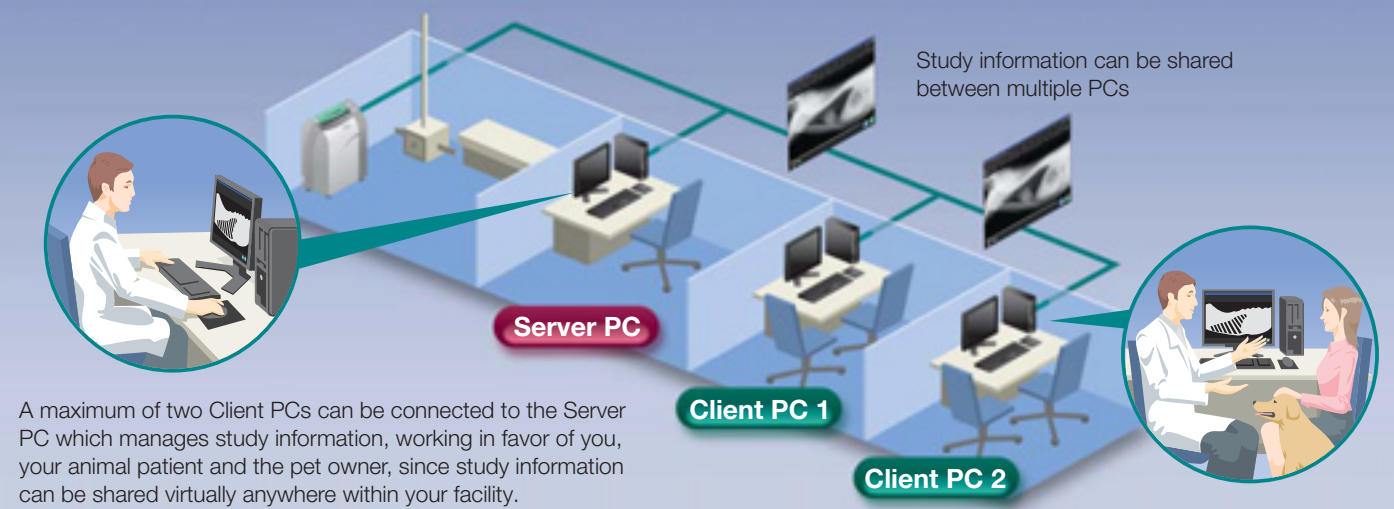 Study information can be shared
between multiple PCs
Server PC
Client PC 1
Client PC 2
A maximum of two Client PCs can be connected to the Server
PC which manages study information, working in favor of you,
your animal patient and the pet owner, since study information
can be shared virtually anywhere within your facility.